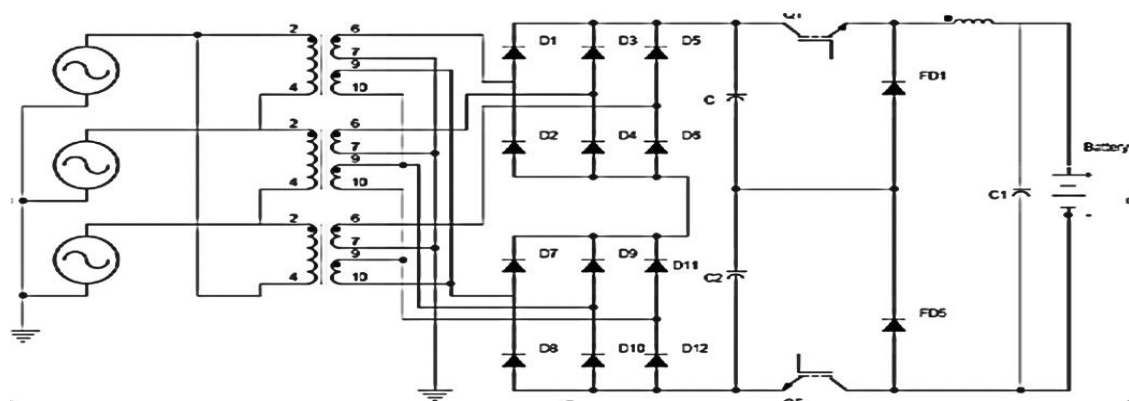 2 6 D1 D3 D5 Q1
7
9
FD1
4 10 C
2 6 D2 D4 D6
7 Battery
9
+
4 10 C1
-
2 6
7 D7 D9 D11
9 C2
4 10
FD5
D8 D10 D12